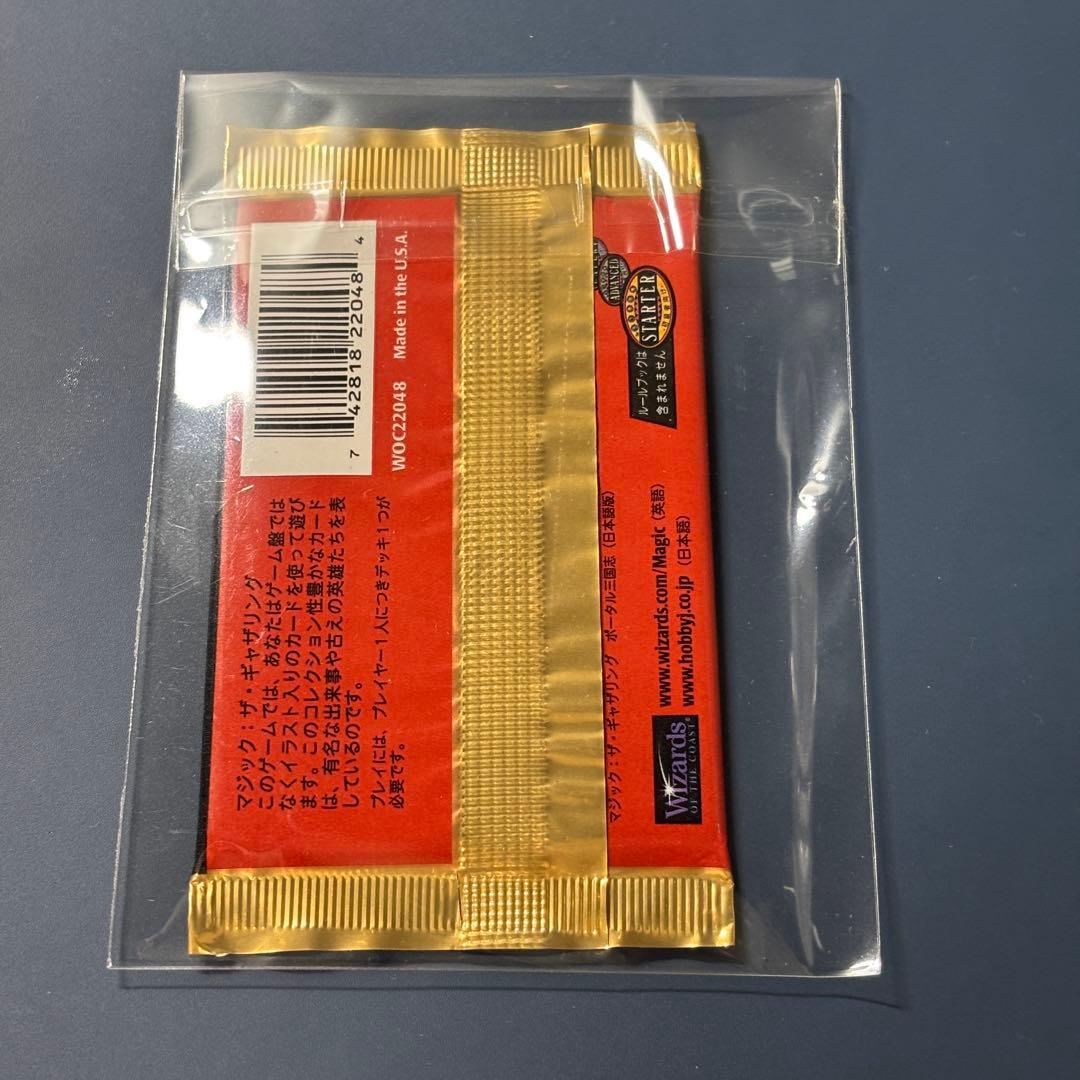 7 42818 22048 4
WOC22048 Made in the U.S.A.
マジック：ザ・ギャザリング
このゲームでは、あなたはゲーム盤では
なくイラスト入りのカードを使って遊び
ます。このコレクション性豊かなカード
は、有名な出来事や古えの英雄たちを表
しているのです。
プレイには、プレイヤー1人につきデッキ1つが
必要です。
ADVANCED
STARTER
ルールブックは
含まれません
マジック：ザ・ギャザリング ポータル三国志（日本語版）
Wizards
OF THE COAST®
www.wizards.com/Magic（英語）
www.hobbyj.co.jp（日本語）